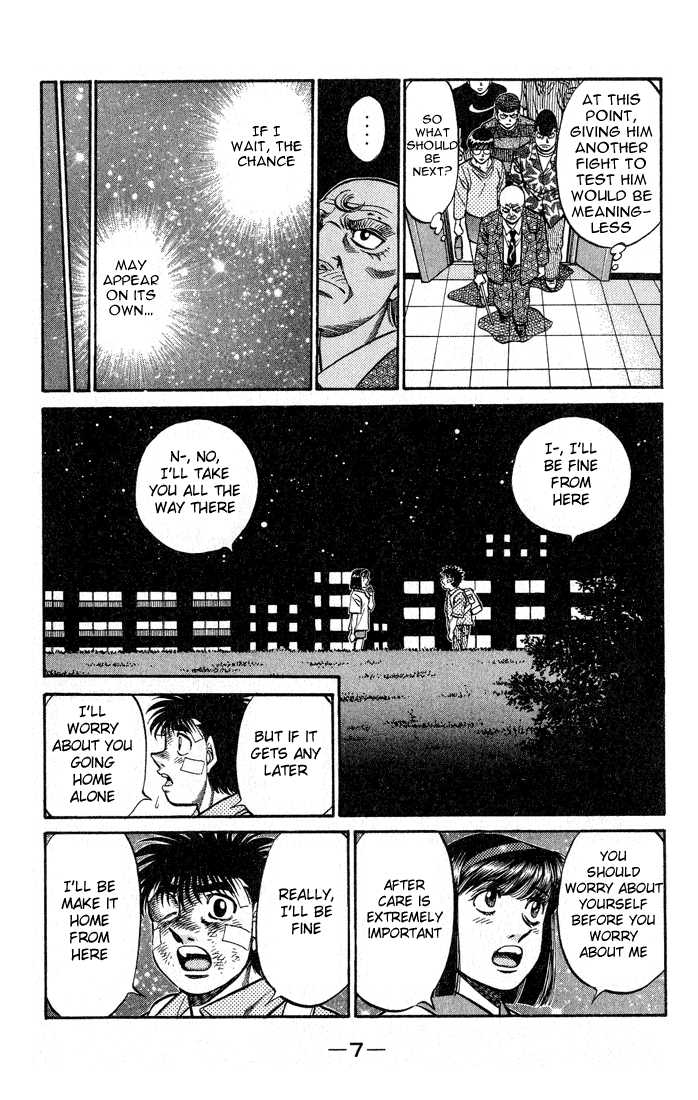 AT THIS
POINT,
GIVING HIM
ANOTHER
FIGHT TO
TEST HIM
WOULD BE
MEANING-
LESS
SO
WHAT
SHOULD
BE
NEXT?
...
IF I
WAIT, THE
CHANCE
MAY
APPEAR
ON ITS
OWN...
I-, I'LL
BE FINE
FROM
HERE
N-, NO,
I'LL TAKE
YOU ALL THE
WAY THERE
BUT IF IT
GETS ANY
LATER
I'LL
WORRY
ABOUT YOU
GOING
HOME
ALONE
YOU
SHOULD
WORRY ABOUT
YOURSELF
BEFORE YOU
WORRY
ABOUT ME
AFTER
CARE IS
EXTREMELY
IMPORTANT
REALLY,
I'LL BE
FINE
I'LL BE
MAKE IT
HOME
FROM
HERE
—7—